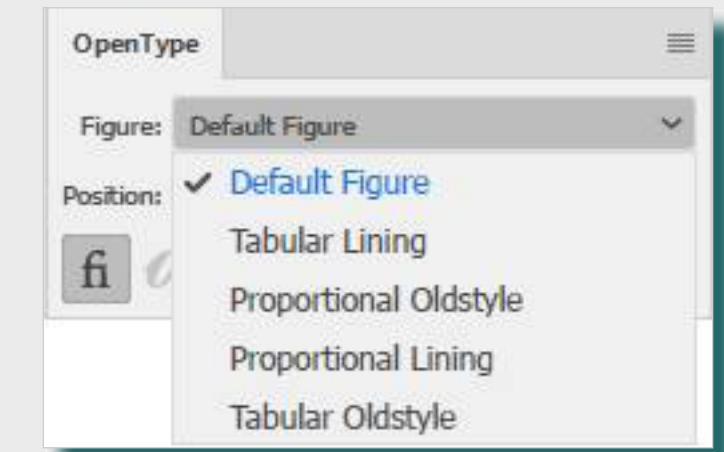 OpenType
Figure: Default Figure
Position: ✓ Default Figure
Tabular Lining
fi
Proportional Oldstyle
Proportional Lining
Tabular Oldstyle